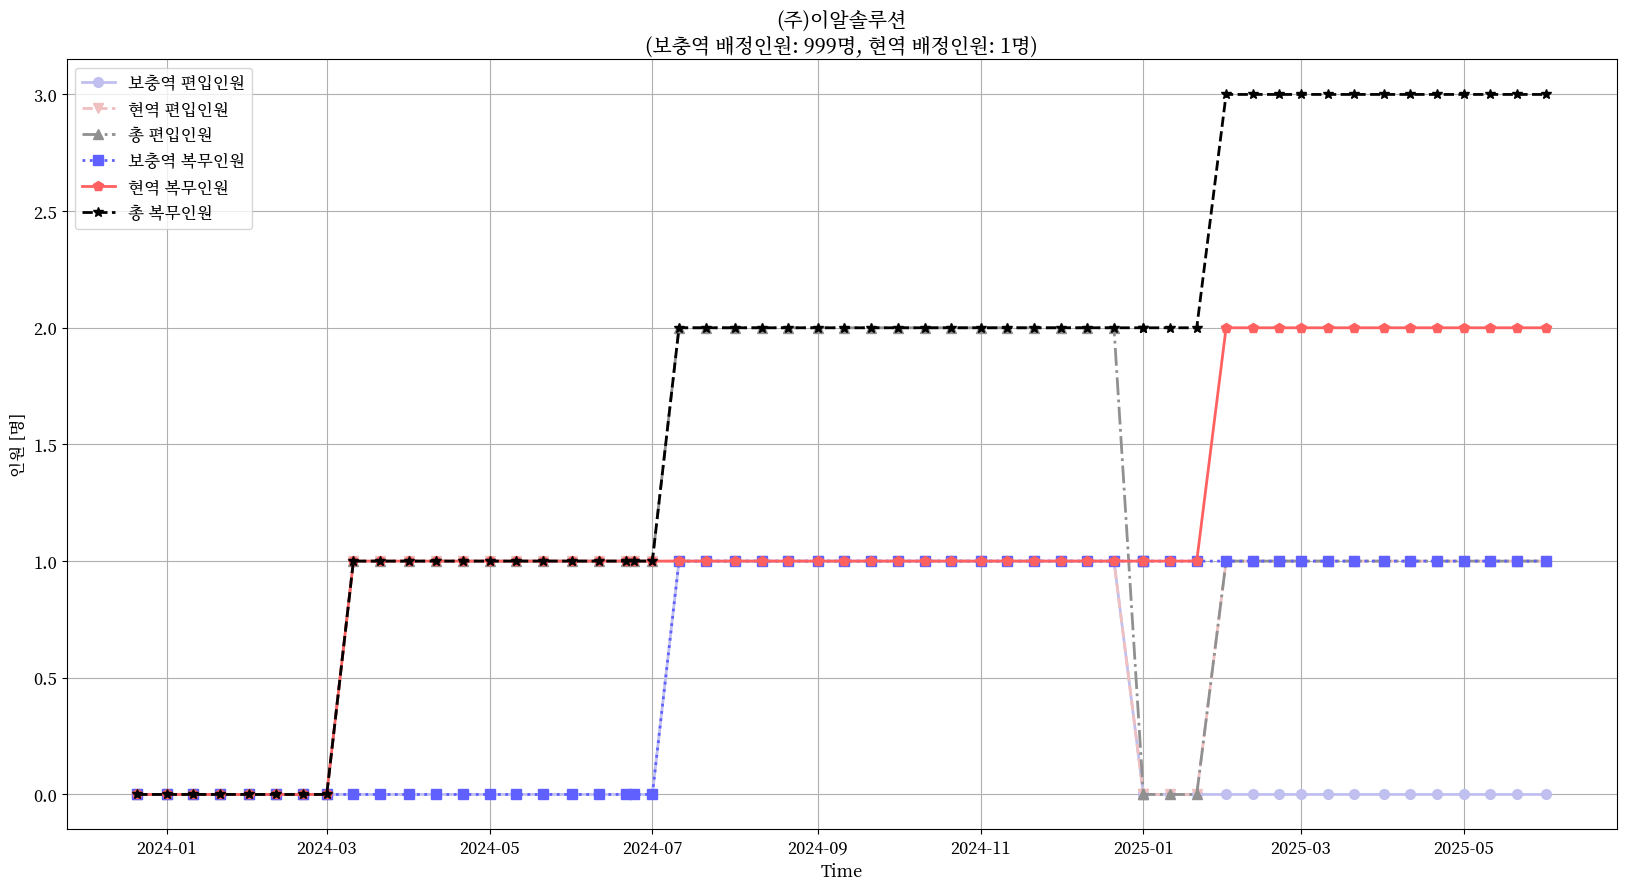 (주)이알솔루션
(보충역 배정인원: 999명, 현역 배정인원: 1명)
보충역 편입인원
현역 편입인원
총 편입인원
보충역 복무인원
현역 복무인원
총 복무인원
3.0
2.5
2.0
1.5
1.0
0.5
0.0
인원 [명]
2024-01
2024-03
2024-05
2024-07
2024-09
2024-11
2025-01
2025-03
2025-05
Time